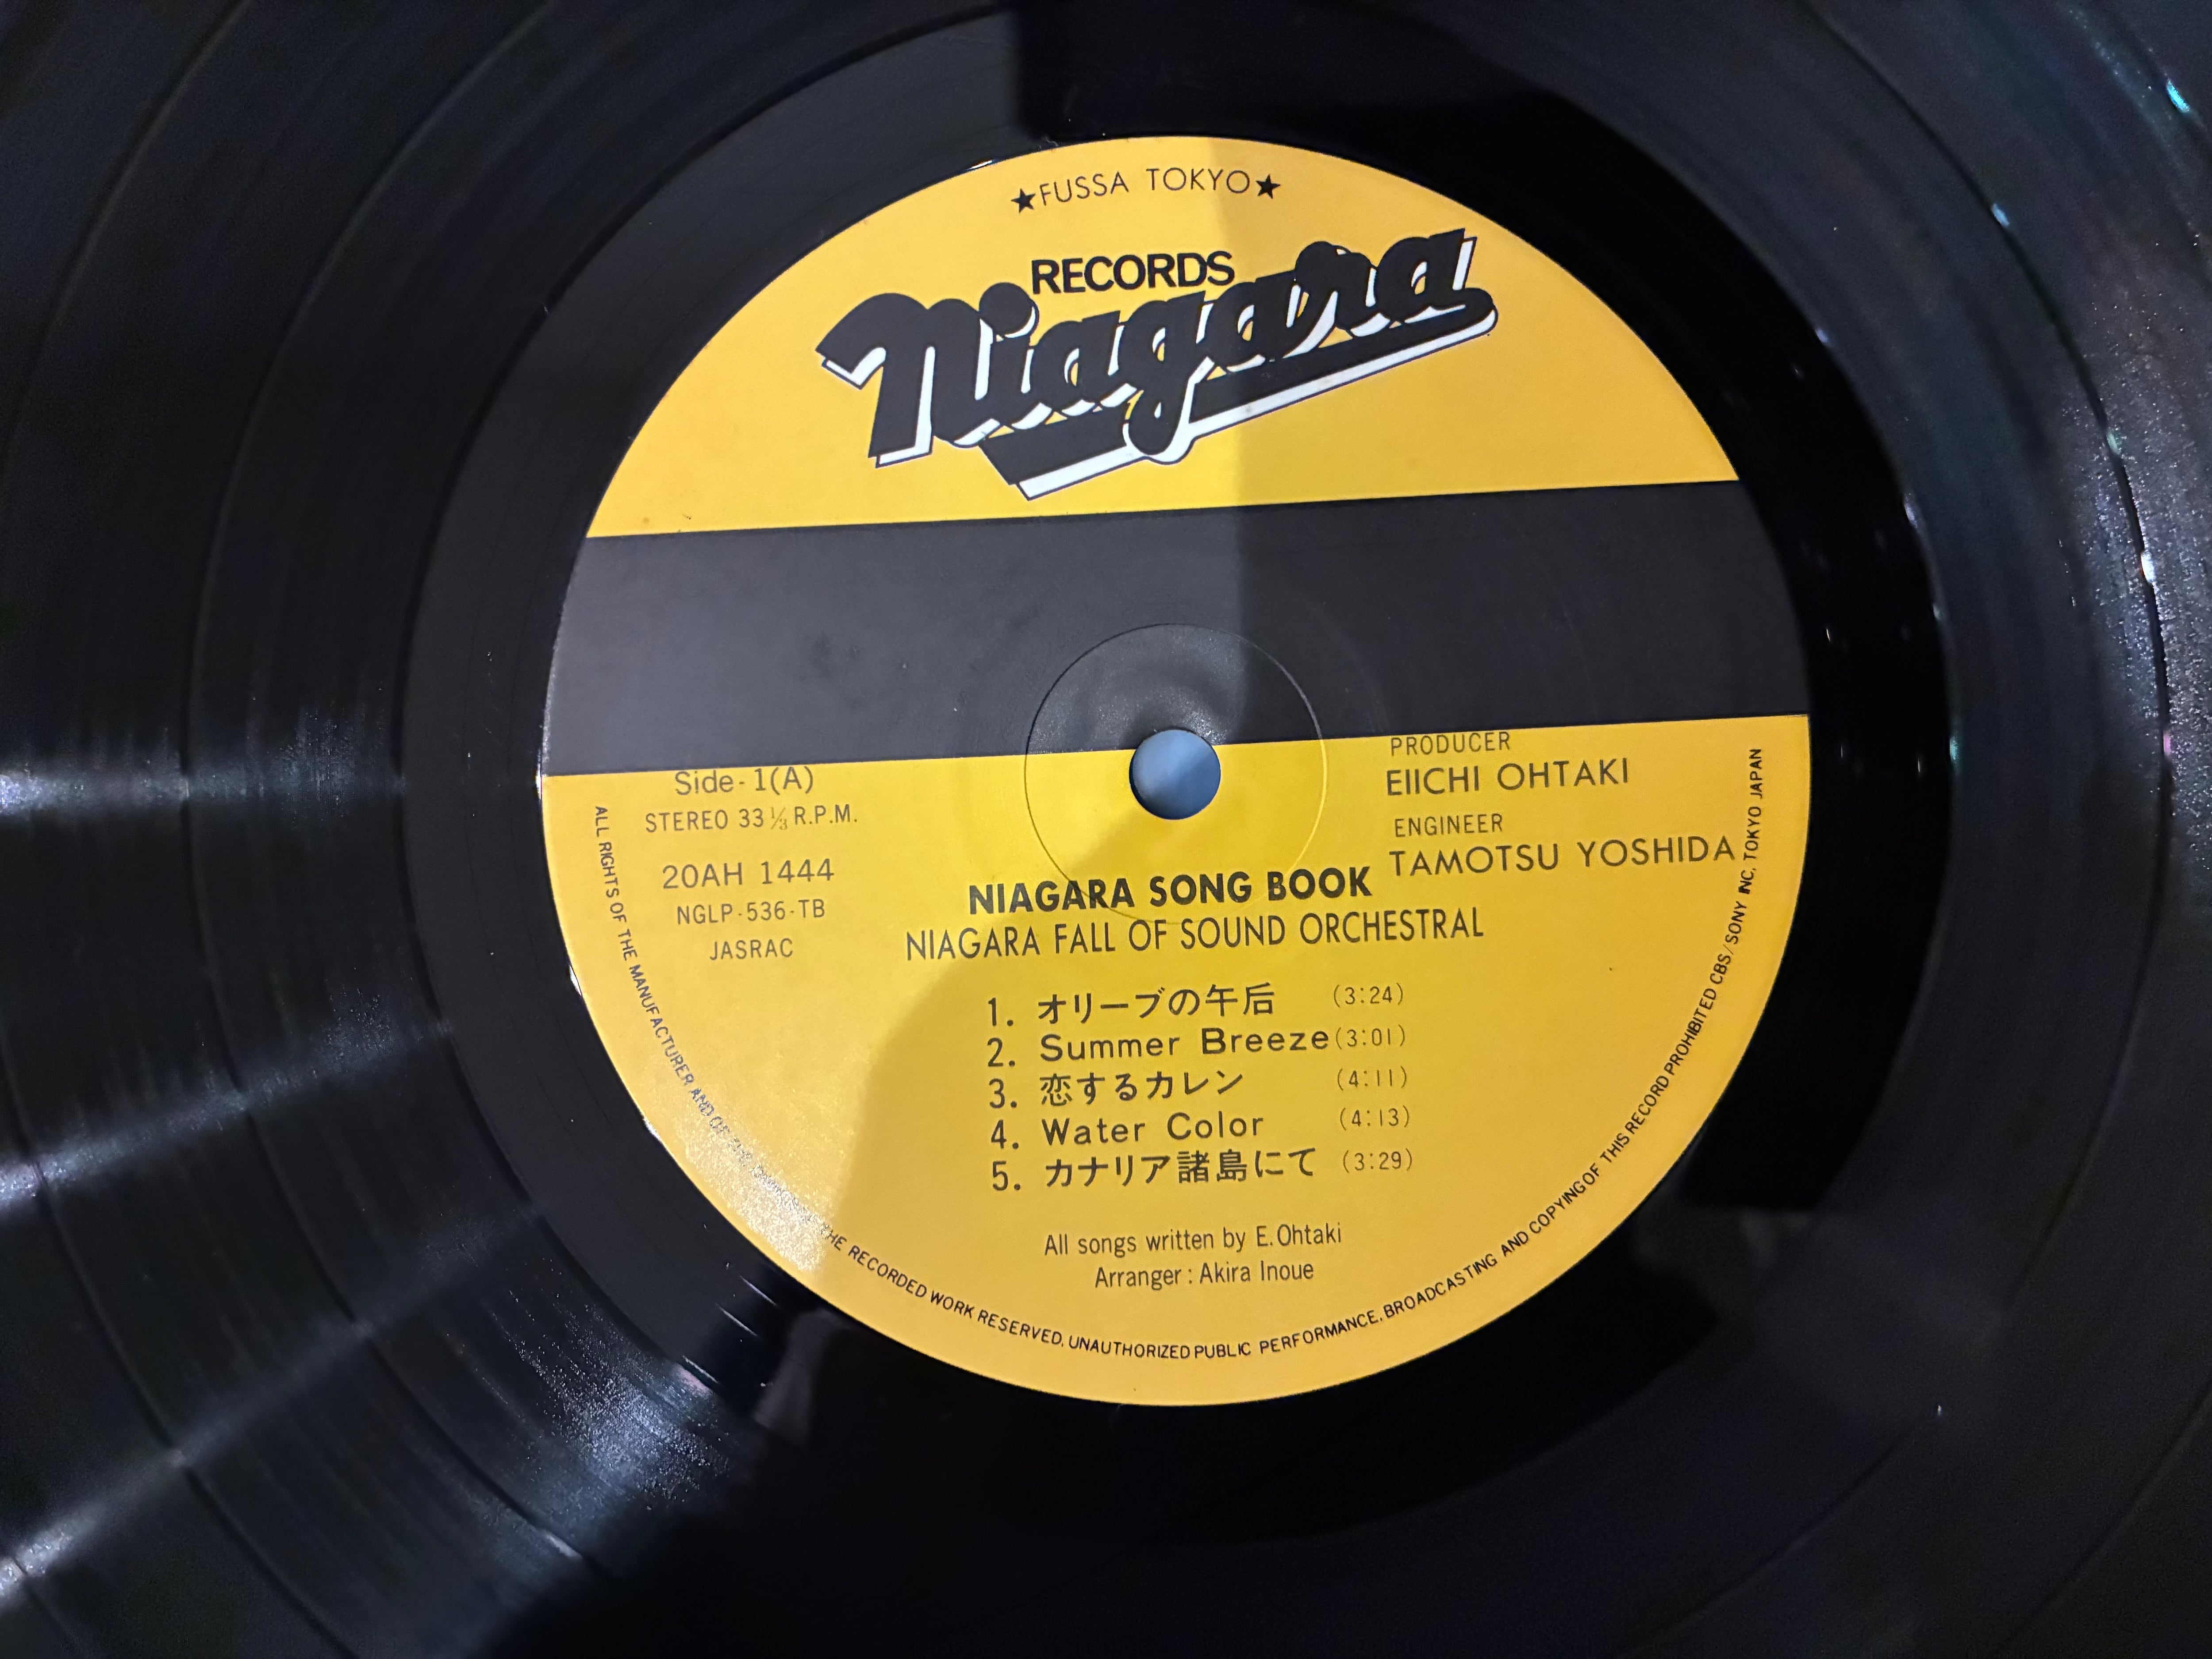 ★FUSSA TOKYO★
RECORDS
Niagara
Side-1(A)
STEREO 33⅓ R.P.M.
20AH 1444
NGLP-536-TB
JASRAC
PRODUCER
EIICHI OHTAKI
ENGINEER
TAMOTSU YOSHIDA
NIAGARA SONG BOOK
NIAGARA FALL OF SOUND ORCHESTRAL
1. オリーブの午后 (3:24)
2. Summer Breeze (3:01)
3. 恋するカレン (4:11)
4. Water Color (4:13)
5. カナリア諸島にて (3:29)
All songs written by E. Ohtaki
Arranger : Akira Inoue
ALL RIGHTS OF THE MANUFACTURER AND OF THE THE RECORDED WORK RESERVED. UNAUTHORIZED PUBLIC PERFORMANCE, BROADCASTING AND COPYING OF THIS RECORD PROHIBITED CBS/SONY INC, TOKYO JAPAN